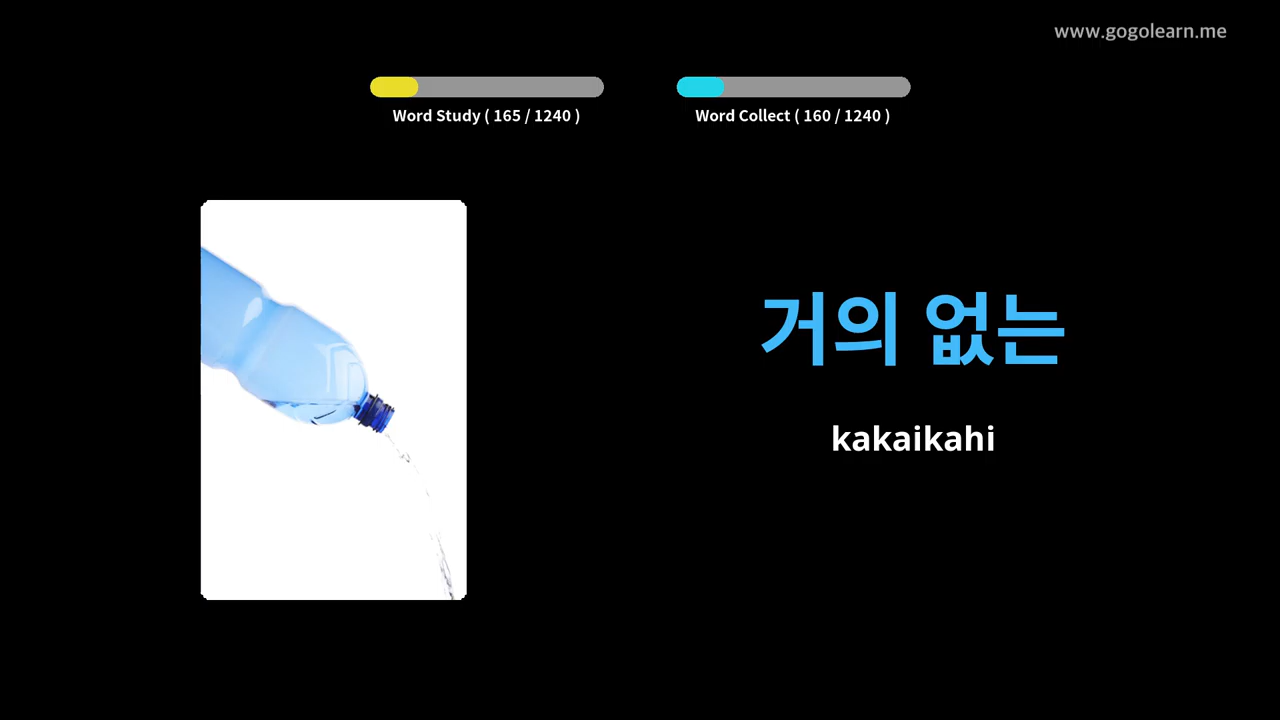 www.gogolearn.me
Word Study ( 165 / 1240 )
Word Collect ( 160 / 1240 )
거의 없는
kakaikahi